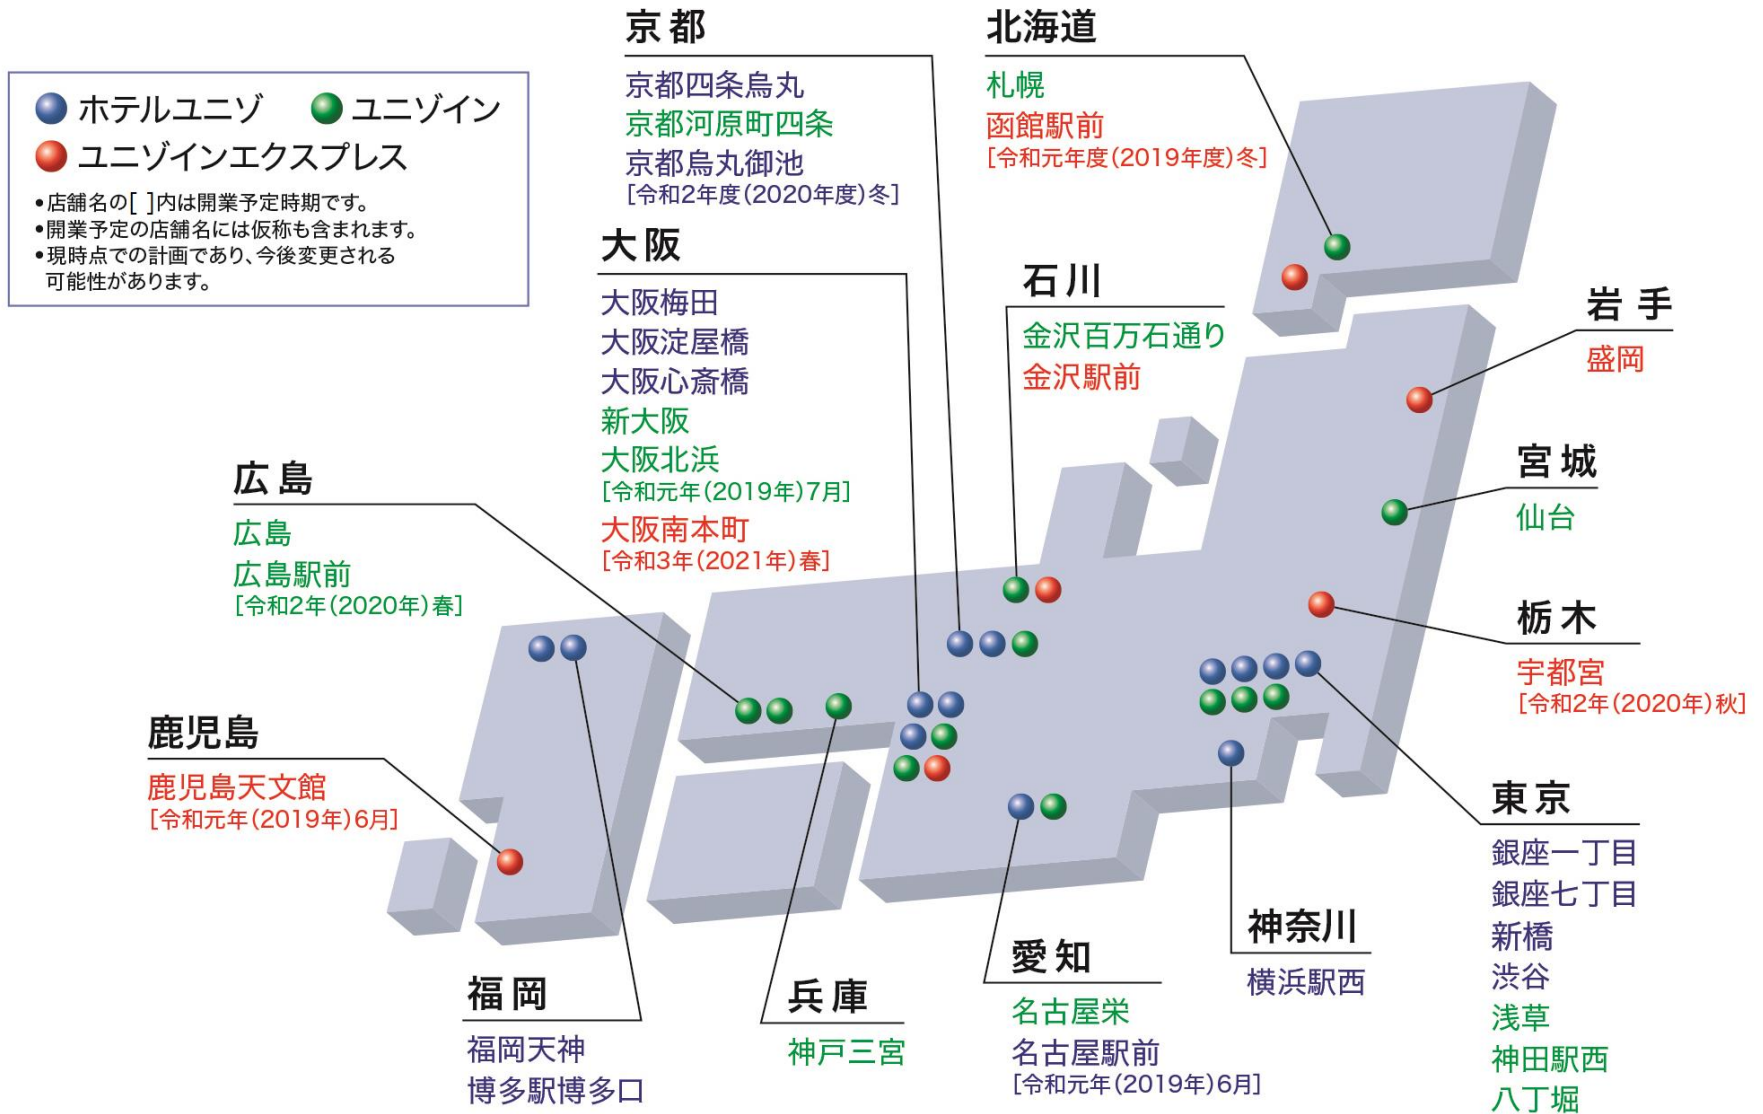 ホテルユニゾ ユニゾイン
ユニゾインエクスプレス
•店舗名の[ ]内は開業予定時期です。
•開業予定の店舗名には仮称も含まれます。
•現時点での計画であり、今後変更される
可能性があります。
京都
京都四条烏丸
京都河原町四条
京都烏丸御池
[令和2年度(2020年度)冬]
北海道
札幌
函館駅前
[令和元年度(2019年度)冬]
大阪
大阪梅田
大阪淀屋橋
大阪心斎橋
新大阪
大阪北浜
[令和元年(2019年)7月]
大阪南本町
[令和3年(2021年)春]
石川
金沢百万石通り
金沢駅前
岩手
盛岡
宮城
仙台
広島
広島
広島駅前
[令和2年(2020年)春]
栃木
宇都宮
[令和2年(2020年)秋]
鹿児島
鹿児島天文館
[令和元年(2019年)6月]
東京
銀座一丁目
銀座七丁目
新橋
渋谷
浅草
神田駅西
八丁堀
神奈川
横浜駅西
愛知
名古屋栄
名古屋駅前
[令和元年(2019年)6月]
兵庫
神戸三宮
福岡
福岡天神
博多駅博多口